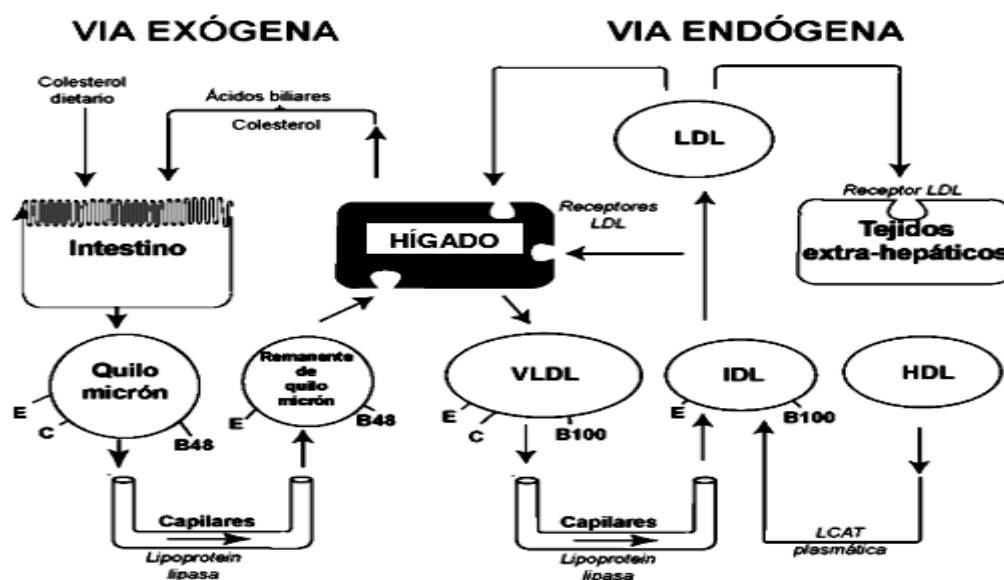 VIA EXÓGENA
VIA ENDÓGENA
Colesterol
dietario
Ácidos biliares
Colesterol
LDL
Intestino
HÍGADO
Receptores
LDL
Receptor LDL
Tejidos
extra-hepáticos
Quilo
micrón
E
C
B48
Remanente
de
quilo
micrón
E
B48
VLDL
E
C
B100
IDL
E
B100
HDL
Capilares
Lipoprotein
lipasa
Capilares
Lipoprotein
lipasa
LCAT
plasmática